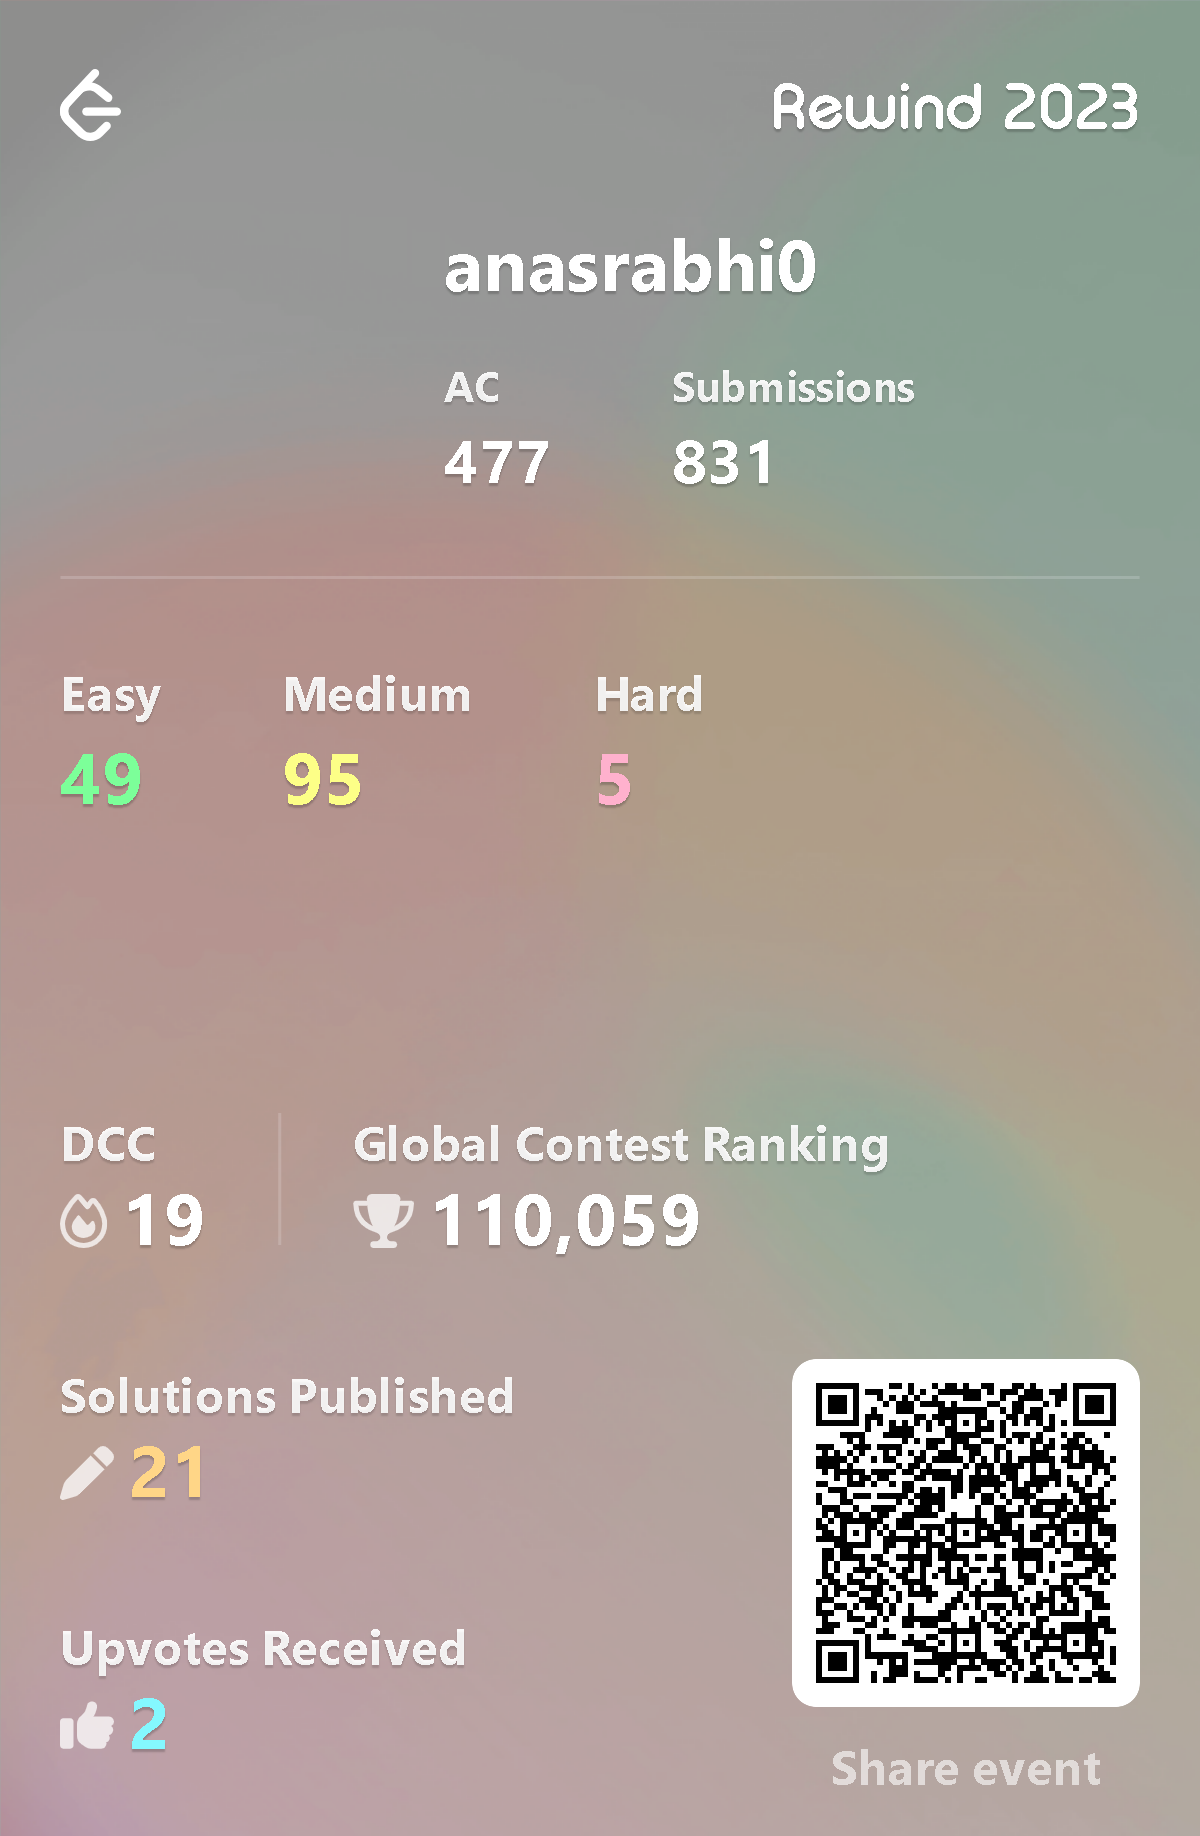 Rewind 2023
anasrabhi0
AC Submissions
477 831
Easy Medium Hard
49 95 5
DCC Global Contest Ranking
19 110,059
Solutions Published
21
Upvotes Received
2
Share event